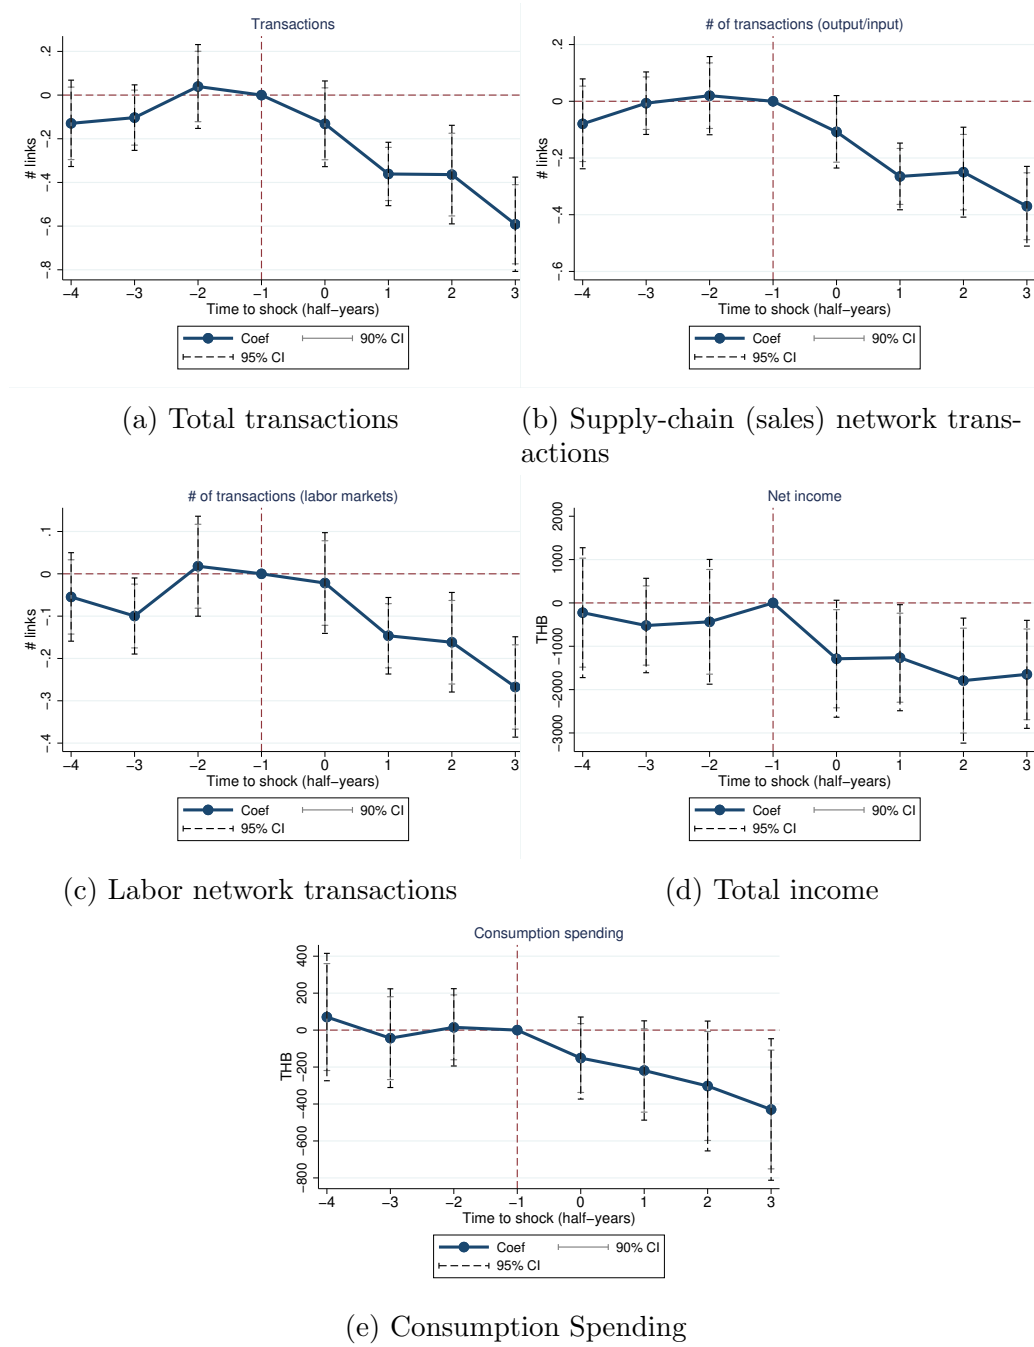 Transactions
# links
.2
0
−.2
−.4
−.6
−.8
−4 −3 −2 −1 0 1 2 3
Time to shock (half−years)
Coef 90% CI
95% CI
(a) Total transactions
# of transactions (output/input)
# links
.2
0
−.2
−.4
−.6
−4 −3 −2 −1 0 1 2 3
Time to shock (half−years)
Coef 90% CI
95% CI
(b) Supply-chain (sales) network trans-
actions
# of transactions (labor markets)
# links
.1
0
−.1
−.2
−.3
−.4
−4 −3 −2 −1 0 1 2 3
Time to shock (half−years)
Coef 90% CI
95% CI
(c) Labor network transactions
Net income
THB
2000
1000
0
−1000
−2000
−3000
−4 −3 −2 −1 0 1 2 3
Time to shock (half−years)
Coef 90% CI
95% CI
(d) Total income
Consumption spending
THB
400
200
0
−200
−400
−600
−800
−4 −3 −2 −1 0 1 2 3
Time to shock (half−years)
Coef 90% CI
95% CI
(e) Consumption Spending